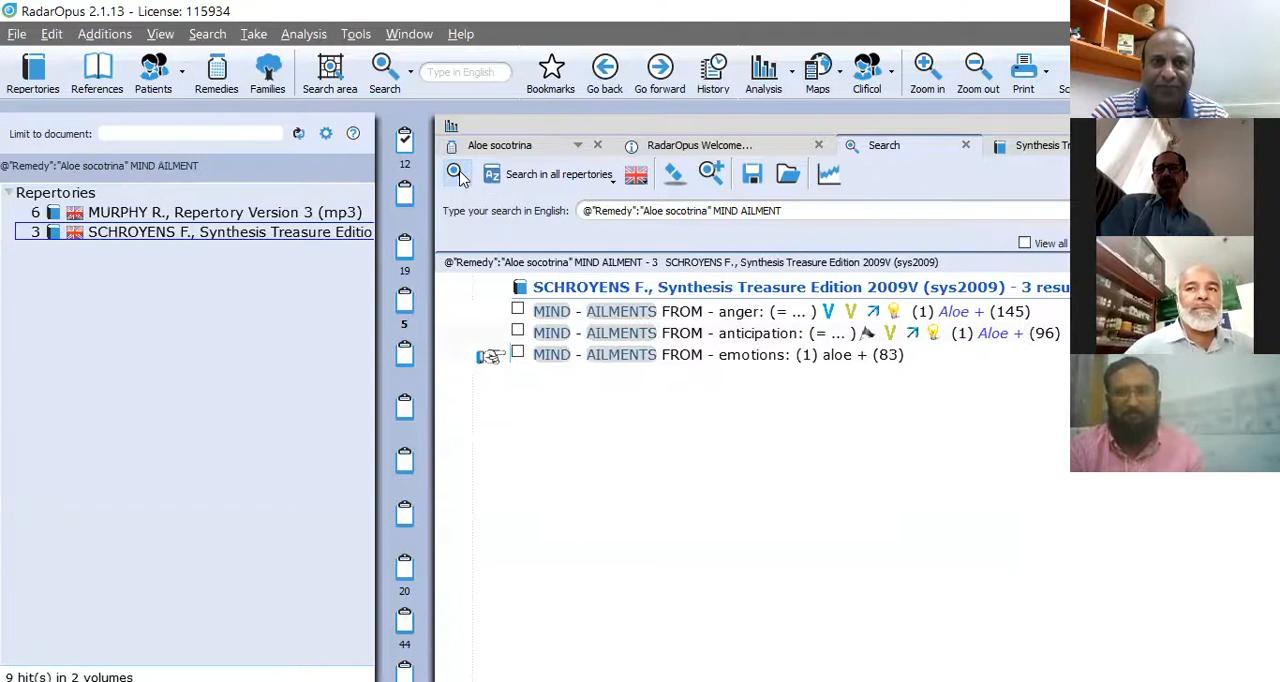 RadarOpus 2.1.13 - License: 115934
File Edit Additions View Search Take Analysis Tools Window Help
Type in English
Repertories References Patients Remedies Families Search area Search Bookmarks Go back Go forward History Analysis Maps Clificol Zoom in Zoom out Print
Limit to document:
@"Remedy":"Aloe socotrina" MIND AILMENT
Repertories
6 MURPHY R., Repertory Version 3 (mp3)
3 SCHROYENS F., Synthesis Treasure Editio
9 hit(s) in 2 volumes
12
19
5
20
44
Aloe socotrina RadarOpus Welcome... Search Synthesis T
Search in all repertories
Type your search in English: @"Remedy":"Aloe socotrina" MIND AILMENT
View all
@"Remedy":"Aloe socotrina" MIND AILMENT - 3 SCHROYENS F., Synthesis Treasure Edition 2009V (sys2009)
SCHROYENS F., Synthesis Treasure Edition 2009V (sys2009) - 3 resu
MIND - AILMENTS FROM - anger: (= ... ) (1) Aloe + (145)
MIND - AILMENTS FROM - anticipation: (= ... ) (1) Aloe + (96)
MIND - AILMENTS FROM - emotions: (1) aloe + (83)